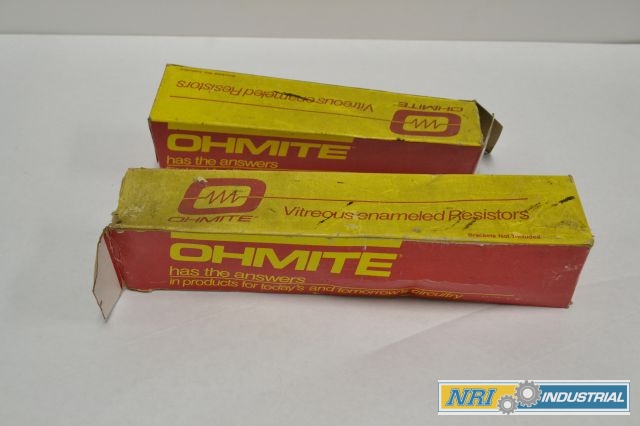 Vitreous enameled Resistors
OHMITE
OHMITE
has the answers
OHMITE
Vitreous enameled Resistors
Brackets Not Included
OHMITE
has the answers
in products for today's and tomorrow's circuitry
NRI INDUSTRIAL